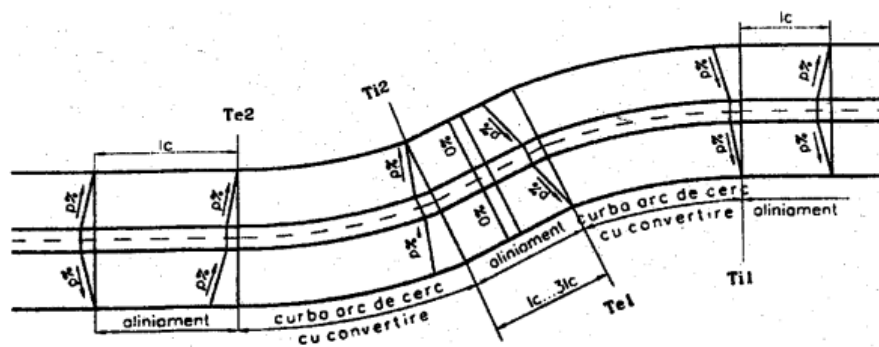 lc
Te2
lc
p%
p%
p%
p%
aliniament
curba arc de cerc
cu convertire
Ti2
p%
p%
0%
0%
p%
p%
aliniament
lc...3lc
Te1
curba arc de cerc
cu convertire
Ti1
p%
p%
p%
p%
aliniament